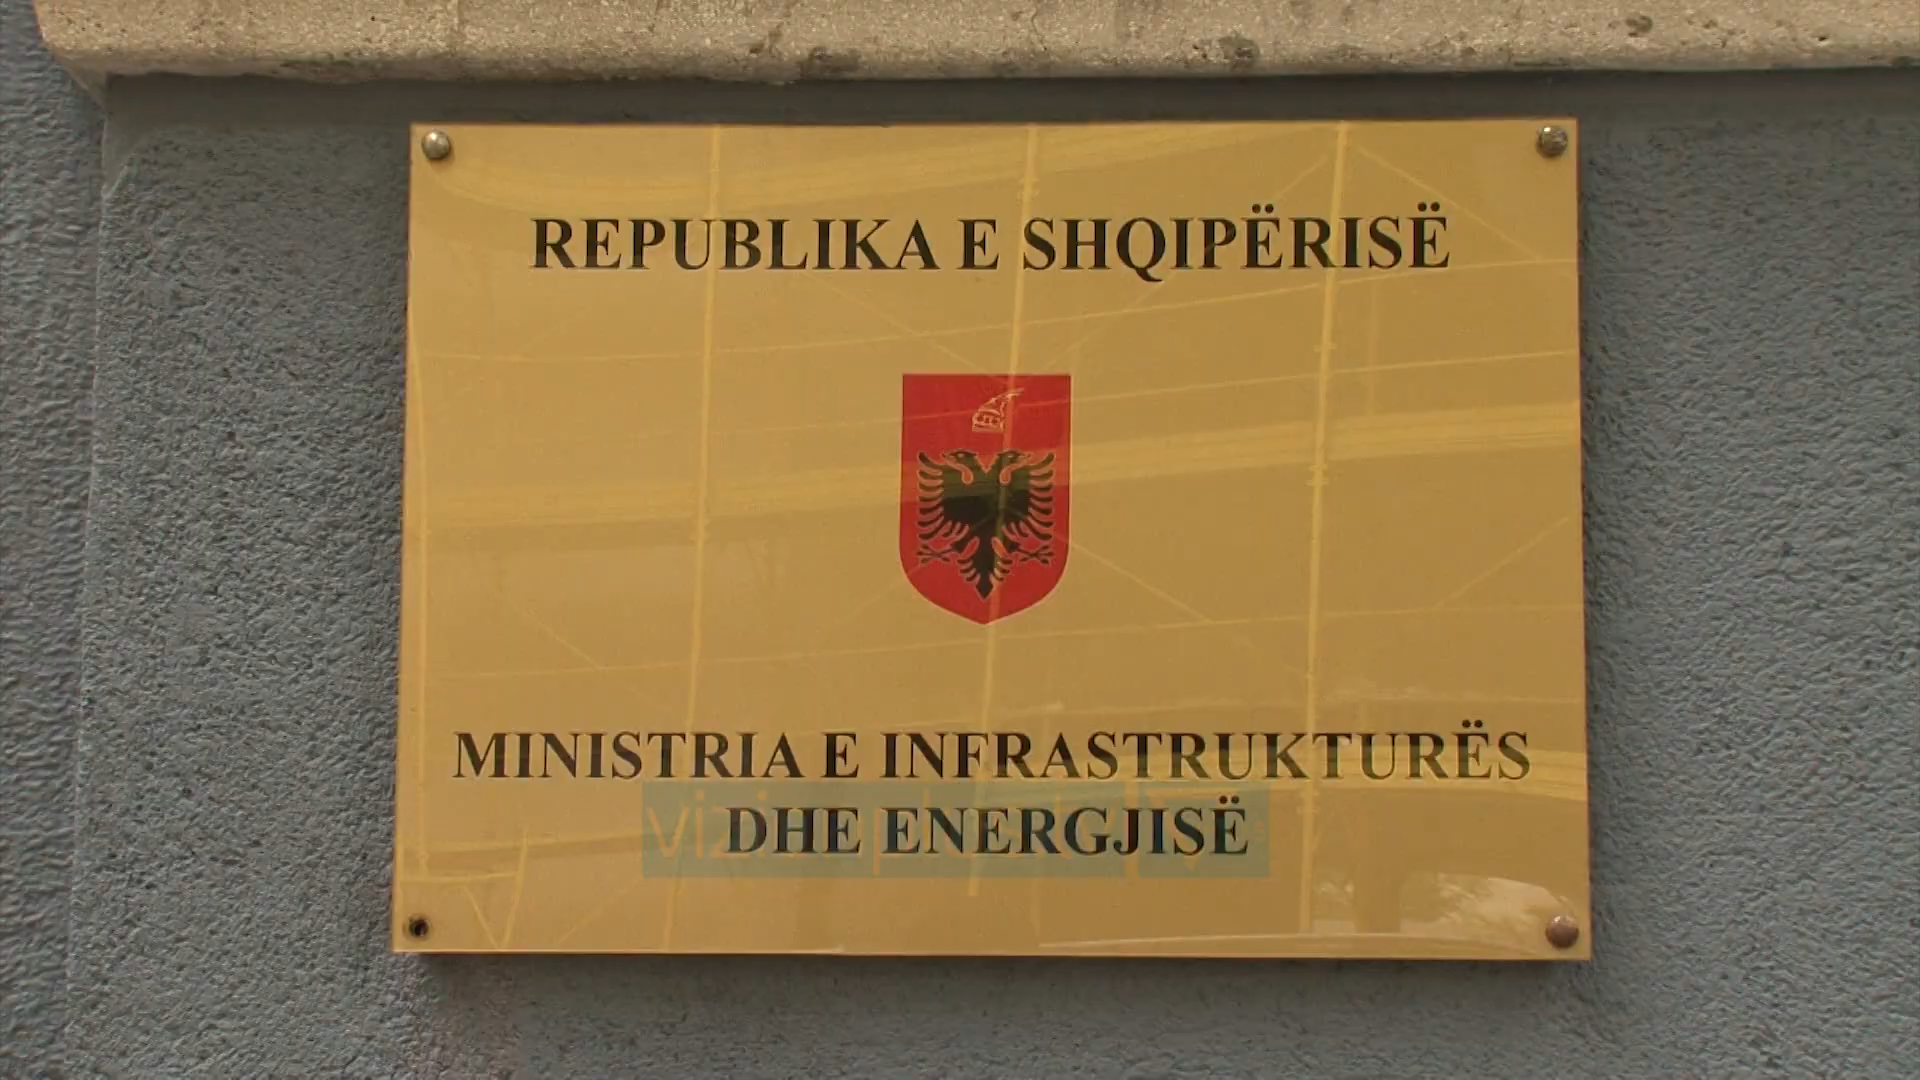 REPUBLIKA E SHQIPËRISË
MINISTRIA E INFRASTRUKTURËS
DHE ENERGJISË